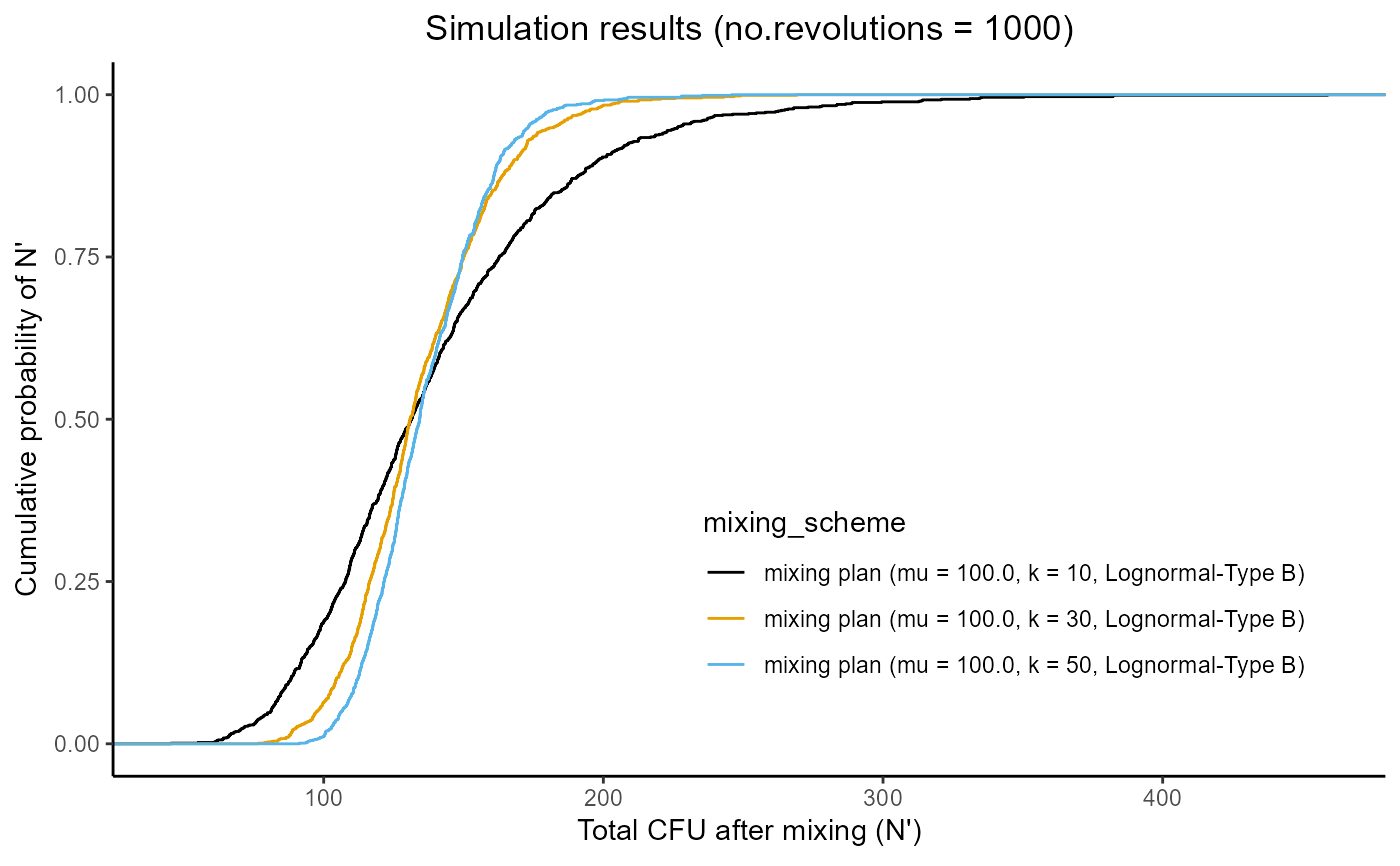 Simulation results (no.revolutions = 1000)
Cumulative probability of N'
1.00
0.75
0.50
0.25
0.00
mixing_scheme
mixing plan (mu = 100.0, k = 10, Lognormal-Type B)
mixing plan (mu = 100.0, k = 30, Lognormal-Type B)
mixing plan (mu = 100.0, k = 50, Lognormal-Type B)
100 200 300 400
Total CFU after mixing (N')